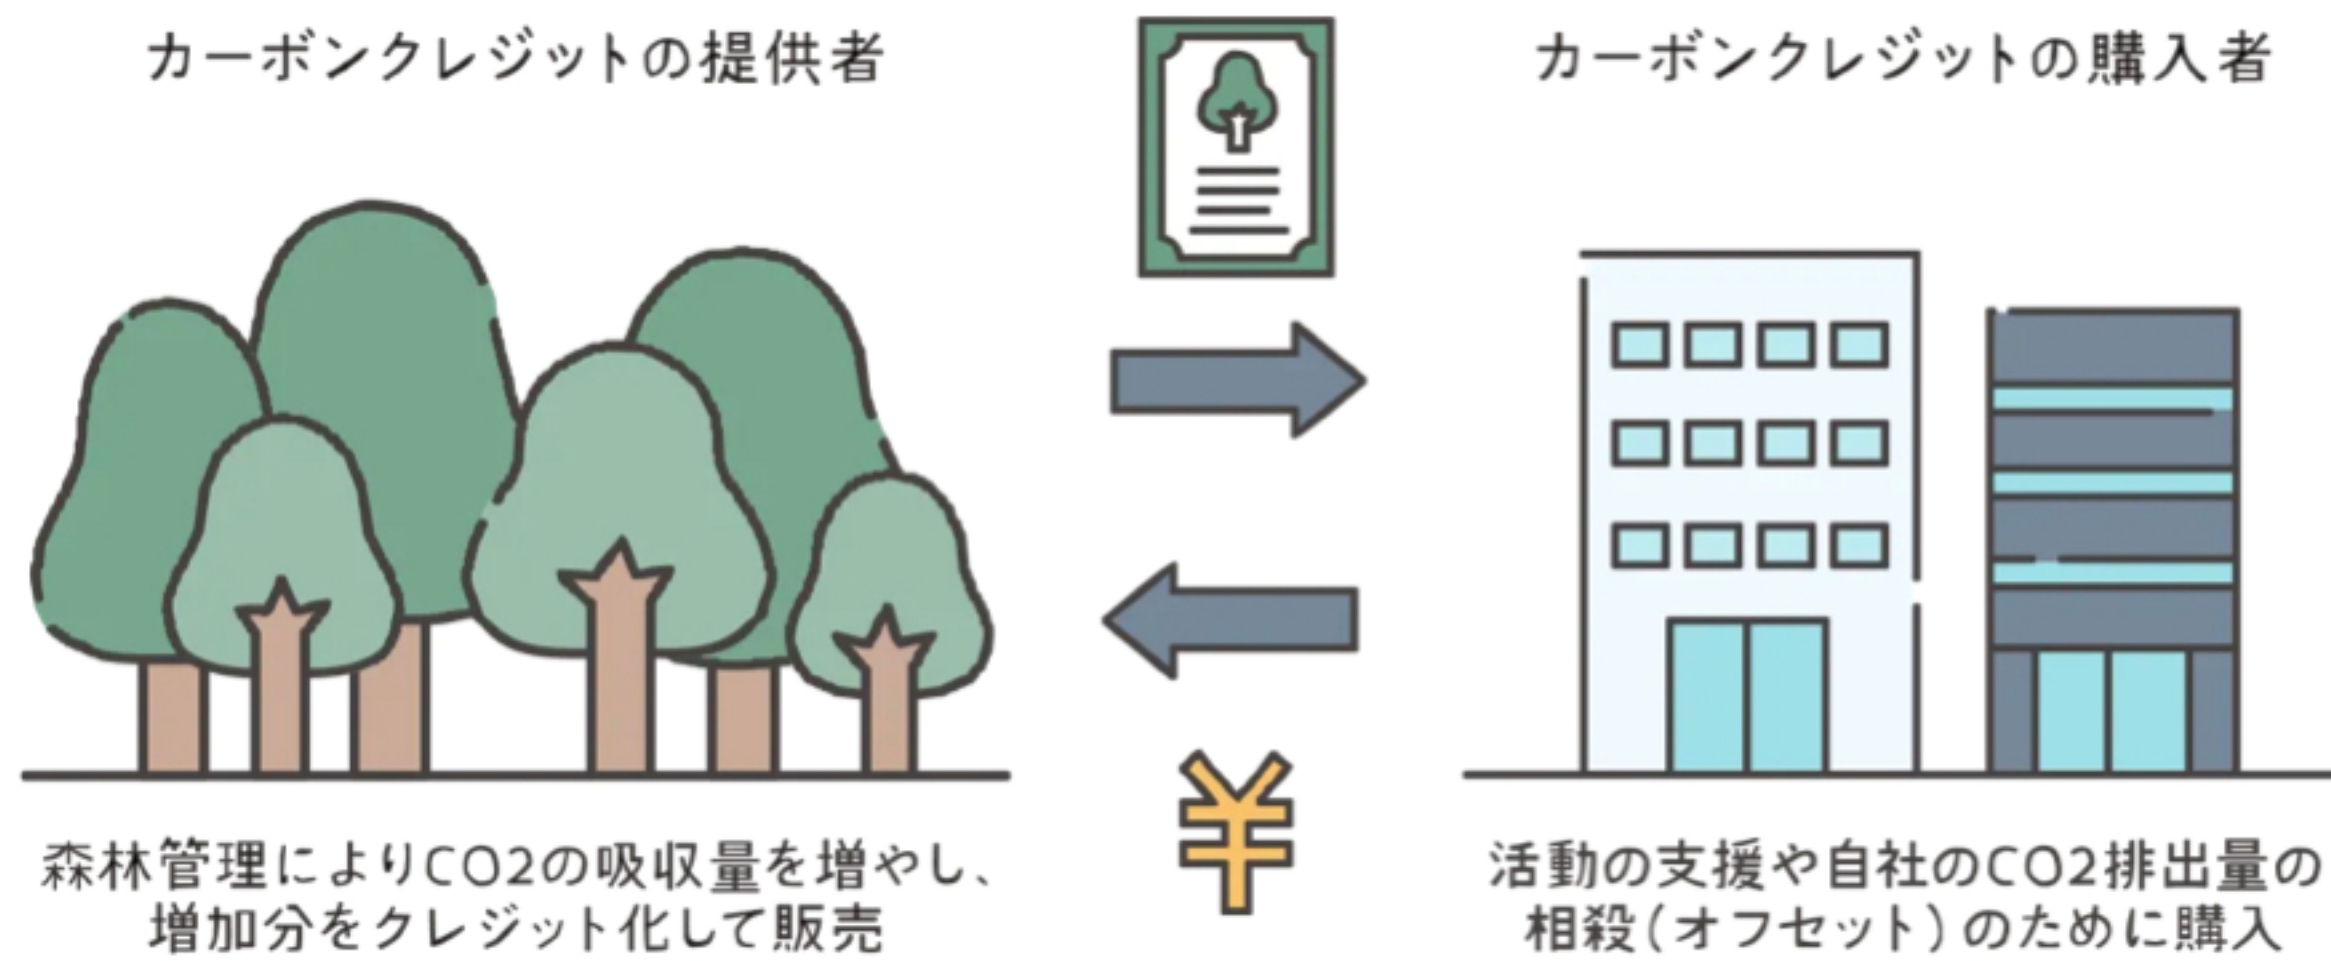 カーボンクレジットの提供者
カーボンクレジットの購入者
¥
森林管理によりCO2の吸収量を増やし、
増加分をクレジット化して販売
活動の支援や自社のCO2排出量の
相殺(オフセット)のために購入